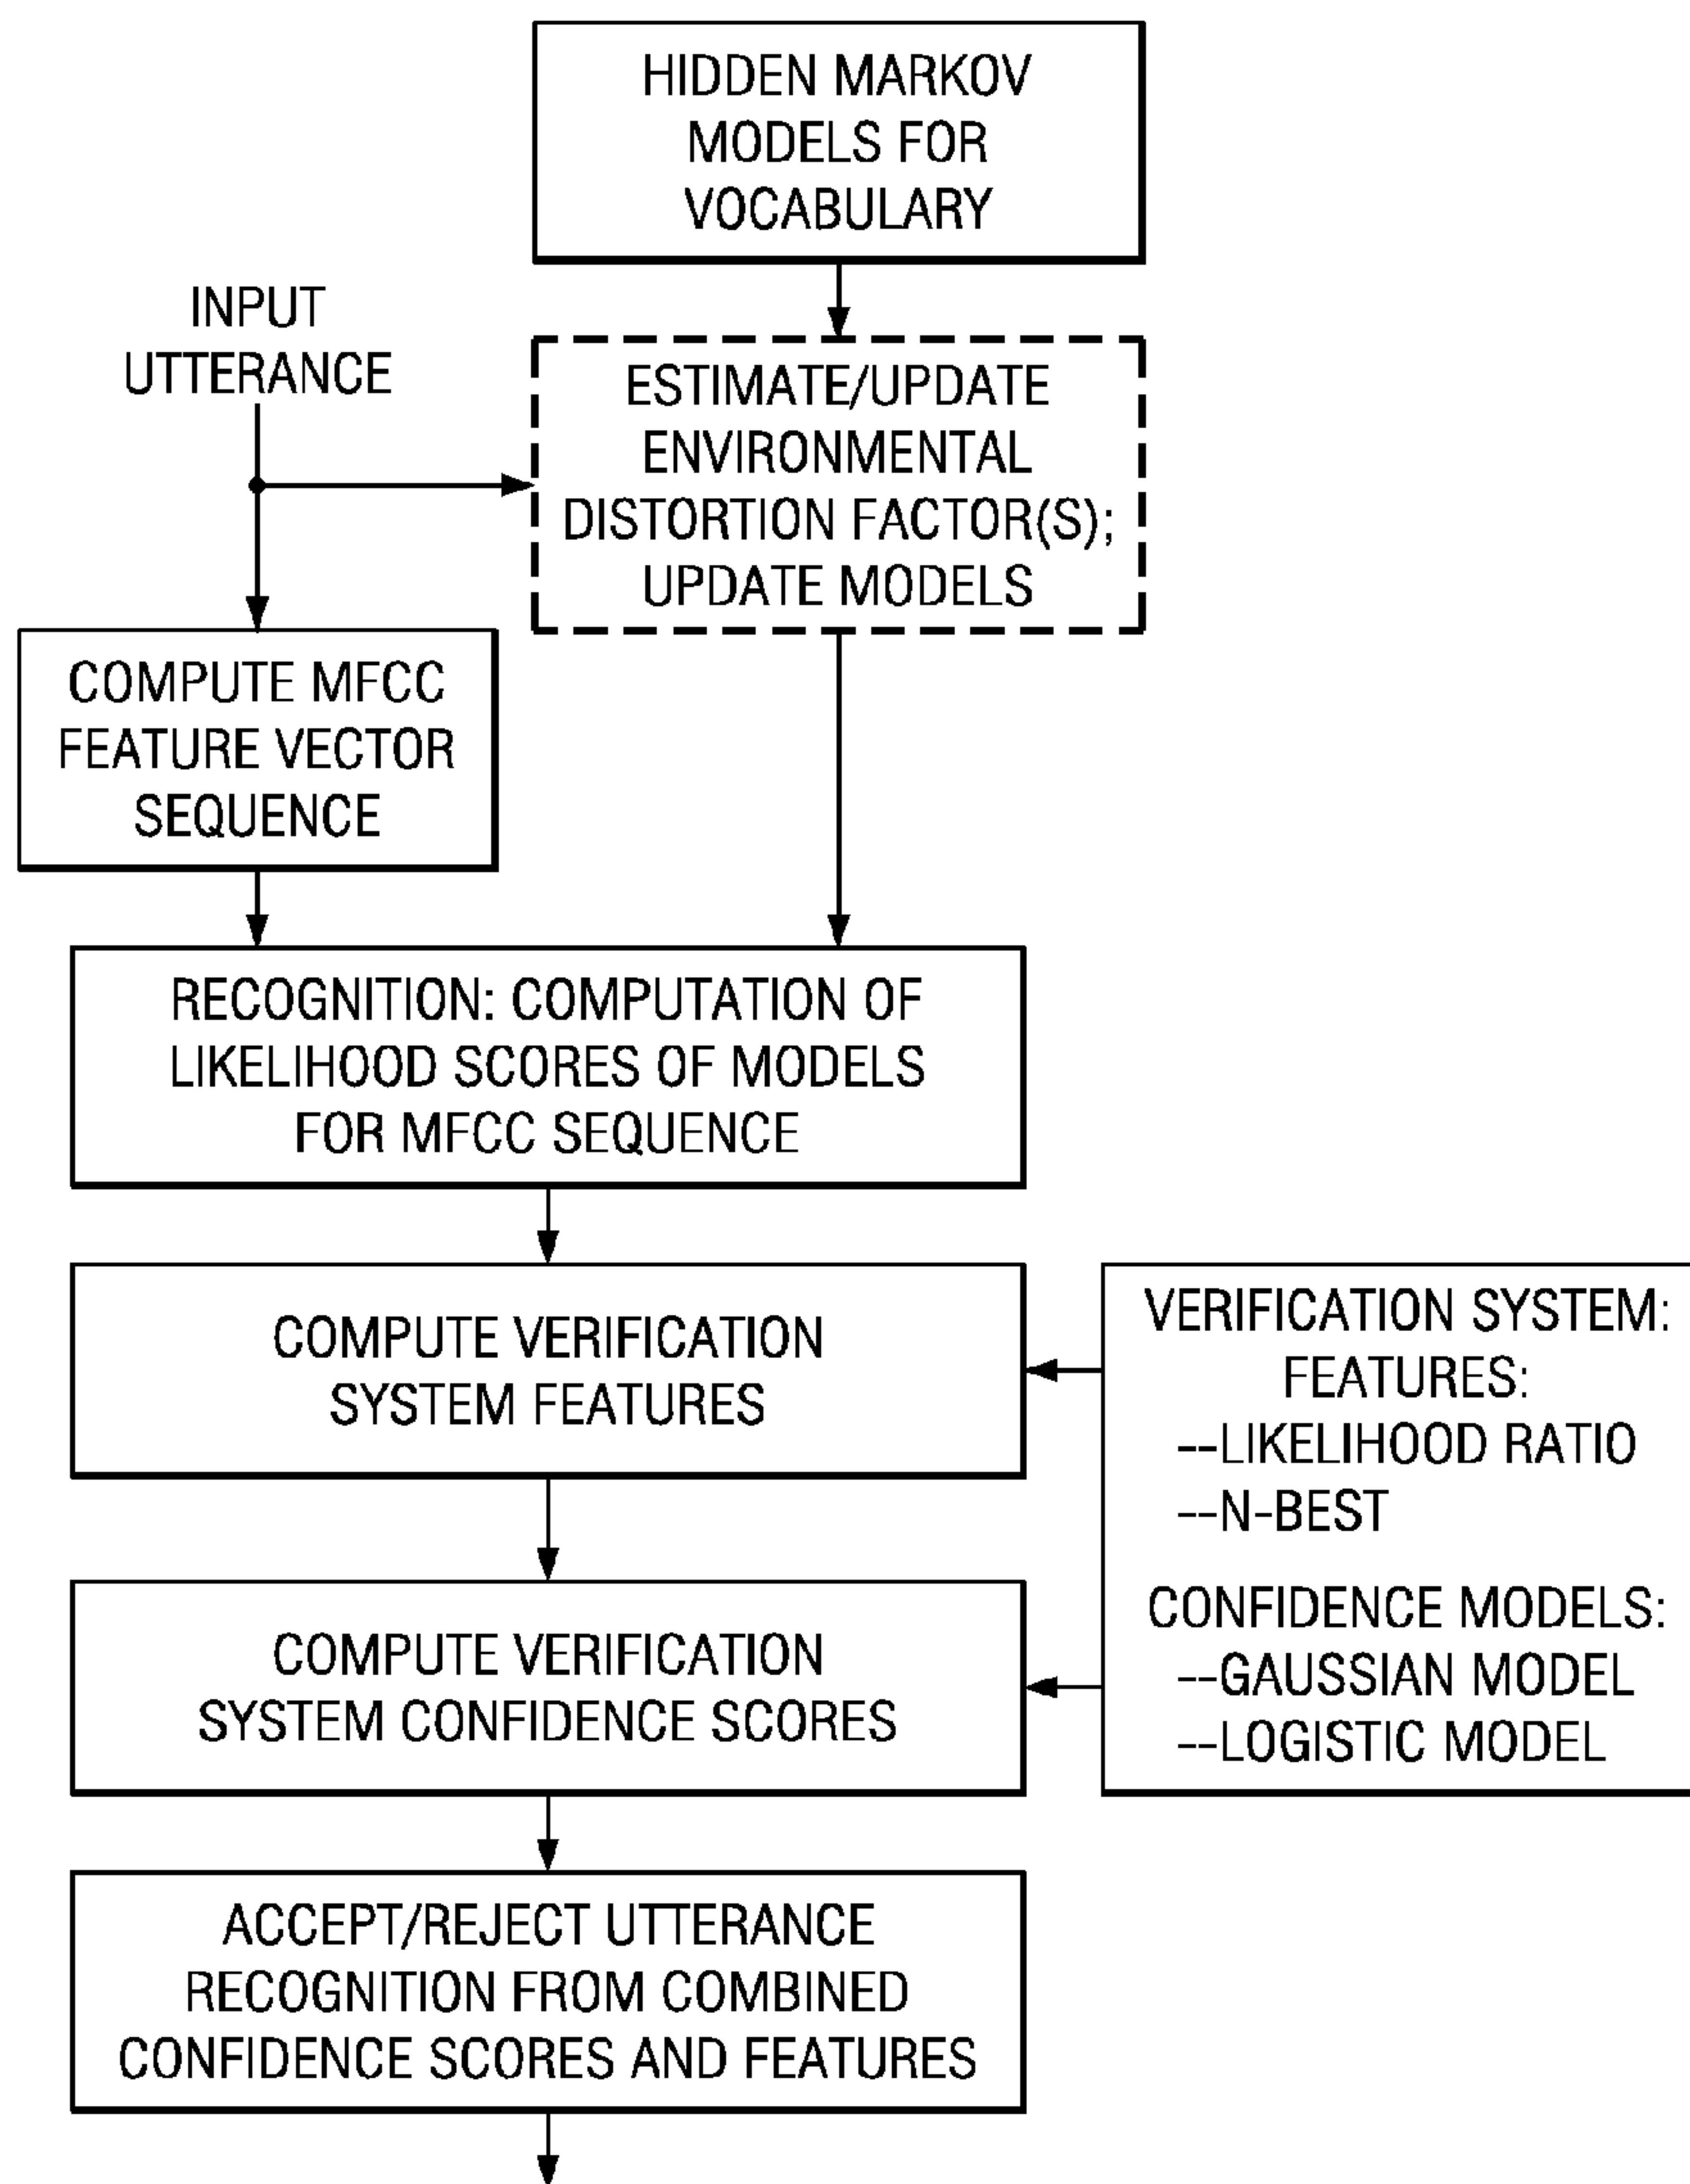 HIDDEN MARKOV
MODELS FOR
VOCABULARY
INPUT
UTTERANCE
ESTIMATE/UPDATE
ENVIRONMENTAL
DISTORTION FACTOR(S);
UPDATE MODELS
COMPUTE MFCC
FEATURE VECTOR
SEQUENCE
RECOGNITION: COMPUTATION OF
LIKELIHOOD SCORES OF MODELS
FOR MFCC SEQUENCE
COMPUTE VERIFICATION
SYSTEM FEATURES
VERIFICATION SYSTEM:
FEATURES:
--LIKELIHOOD RATIO
--N-BEST
CONFIDENCE MODELS:
--GAUSSIAN MODEL
--LOGISTIC MODEL
COMPUTE VERIFICATION
SYSTEM CONFIDENCE SCORES
ACCEPT/REJECT UTTERANCE
RECOGNITION FROM COMBINED
CONFIDENCE SCORES AND FEATURES